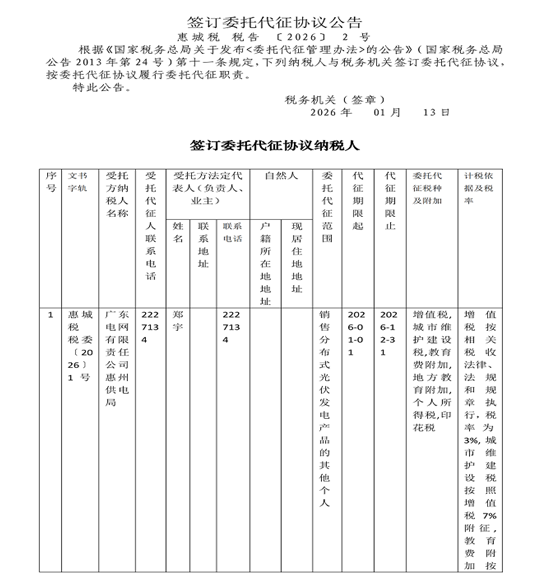 签订委托代征协议公告
惠城税 税告 〔2026〕 2 号
根据《国家税务总局关于发布<委托代征管理办法>的公告》(国家税务总局
公告2013年第24号)第十一条规定,下列纳税人与税务机关签订委托代征协议,
按委托代征协议履行委托代征职责。
特此公告。
税务机关(签章)
2026年 01月 13日
签订委托代征协议纳税人
序号
文书字轨
受托方纳税人名称
受托代征人联系电话
受托方法定代表人(负责人、业主)
自然人
委托代征范围
代征期限起
代征期限止
委托代征税种及附加
计税依据及税率
姓名
联系地址
联系电话
户籍所在地地址
现居住地地址
1
惠城税 税委〔2026〕1 号
广东电网有限责任公司惠州供电局
2227134
郑宇
2227134
销售分布式光伏发电产品的其他个人
2026-01-01
2026-12-31
增值税,城市维护建设税,教育费附加,地方教育附加,个人所得税,印花税
增值税按相关税收法律、法规和规章执行,税率为3%,城市维护建设税按照增值税7%附征,教育费附加按